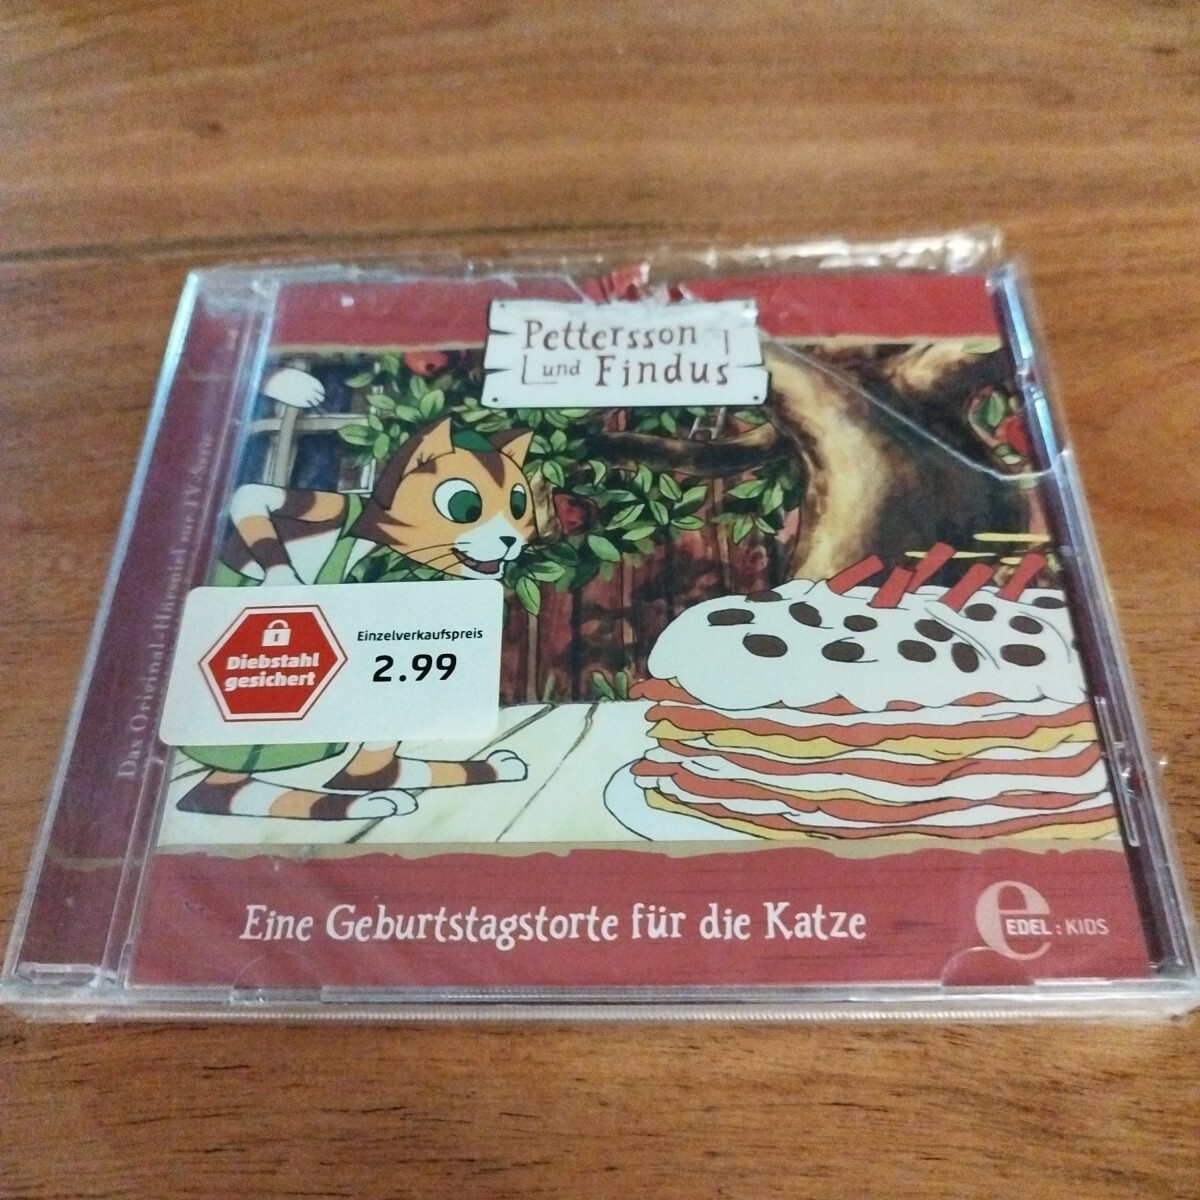 Pettersson
und Findus
Das Original-Hörspiel zur TV-Serie
Diebstahl
gesichert
Einzelverkaufspreis
2.99
Eine Geburtstagstorte für die Katze
e
EDEL : KIDS